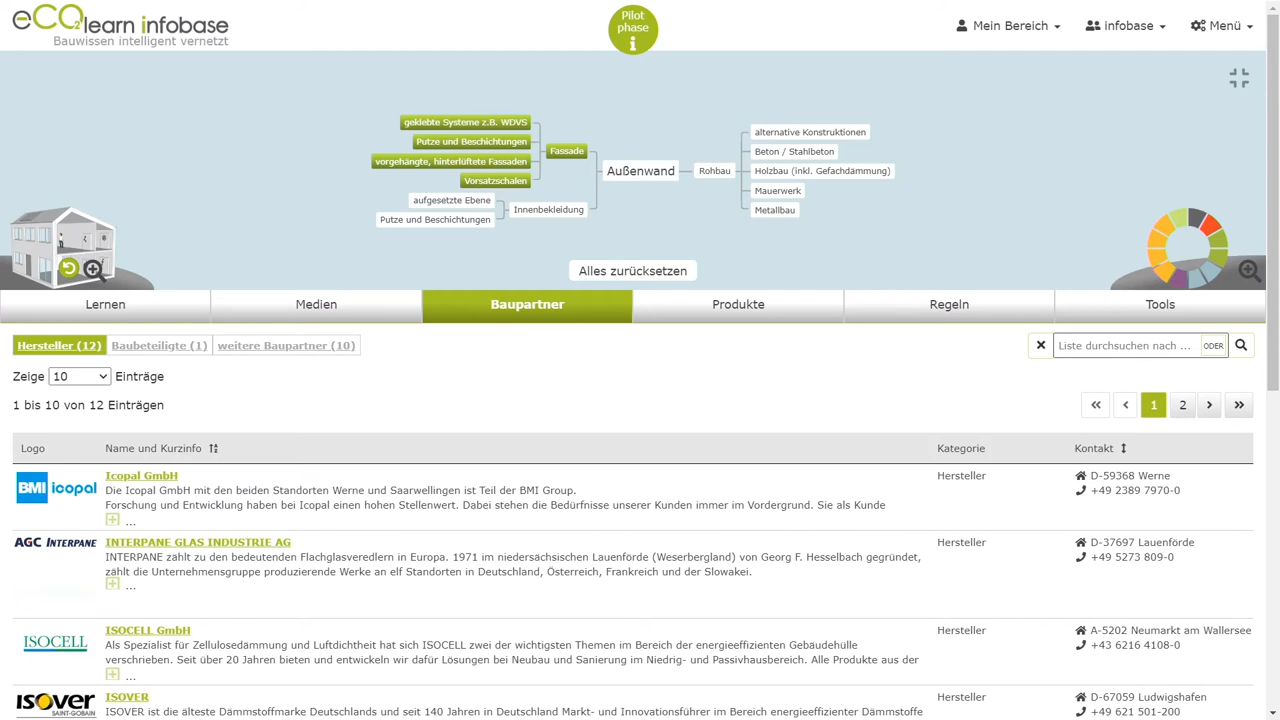 eCO2learn infobase
Bauwissen intelligent vernetzt
Pilot
phase
i
Mein Bereich
infobase
Menü
geklebte Systeme z.B. WDVS
Putze und Beschichtungen
vorgehängte, hinterlüftete Fassaden
Vorsatzschalen
Fassade
aufgesetzte Ebene
Putze und Beschichtungen
Innenbekleidung
Außenwand
Rohbau
alternative Konstruktionen
Beton / Stahlbeton
Holzbau (inkl. Gefachdämmung)
Mauerwerk
Metallbau
Alles zurücksetzen
Lernen
Medien
Baupartner
Produkte
Regeln
Tools
Hersteller (12)
Baubeteiligte (1)
weitere Baupartner (10)
Liste durchsuchen nach ...
ODER
Zeige 10 Einträge
1 bis 10 von 12 Einträgen
1
2
Logo
Name und Kurzinfo
Kategorie
Kontakt
BMI icopal
Icopal GmbH
Die Icopal GmbH mit den beiden Standorten Werne und Saarwellingen ist Teil der BMI Group.
Forschung und Entwicklung haben bei Icopal einen hohen Stellenwert. Dabei stehen die Bedürfnisse unserer Kunden immer im Vordergrund. Sie als Kunde
...
Hersteller
D-59368 Werne
+49 2389 7970-0
AGC INTERPANE
INTERPANE GLAS INDUSTRIE AG
INTERPANE zählt zu den bedeutenden Flachglasveredlern in Europa. 1971 im niedersächsischen Lauenförde (Weserbergland) von Georg F. Hesselbach gegründet,
zählt die Unternehmensgruppe produzierende Werke an elf Standorten in Deutschland, Österreich, Frankreich und der Slowakei.
...
Hersteller
D-37697 Lauenförde
+49 5273 809-0
ISOCELL
ISOCELL GmbH
Als Spezialist für Zellulosedämmung und Luftdichtheit hat sich ISOCELL zwei der wichtigsten Themen im Bereich der energieeffizienten Gebäudehülle
verschrieben. Seit über 20 Jahren bieten und entwickeln wir dafür Lösungen bei Neubau und Sanierung im Niedrig- und Passivhausbereich. Alle Produkte aus der
...
Hersteller
A-5202 Neumarkt am Wallersee
+43 6216 4108-0
isover
SAINT-GOBAIN
ISOVER
ISOVER ist die älteste Dämmstoffmarke Deutschlands und seit 140 Jahren in Deutschland Markt- und Innovationsführer im Bereich energieeffizienter Dämmstoffe
Hersteller
D-67059 Ludwigshafen
+49 621 501-200